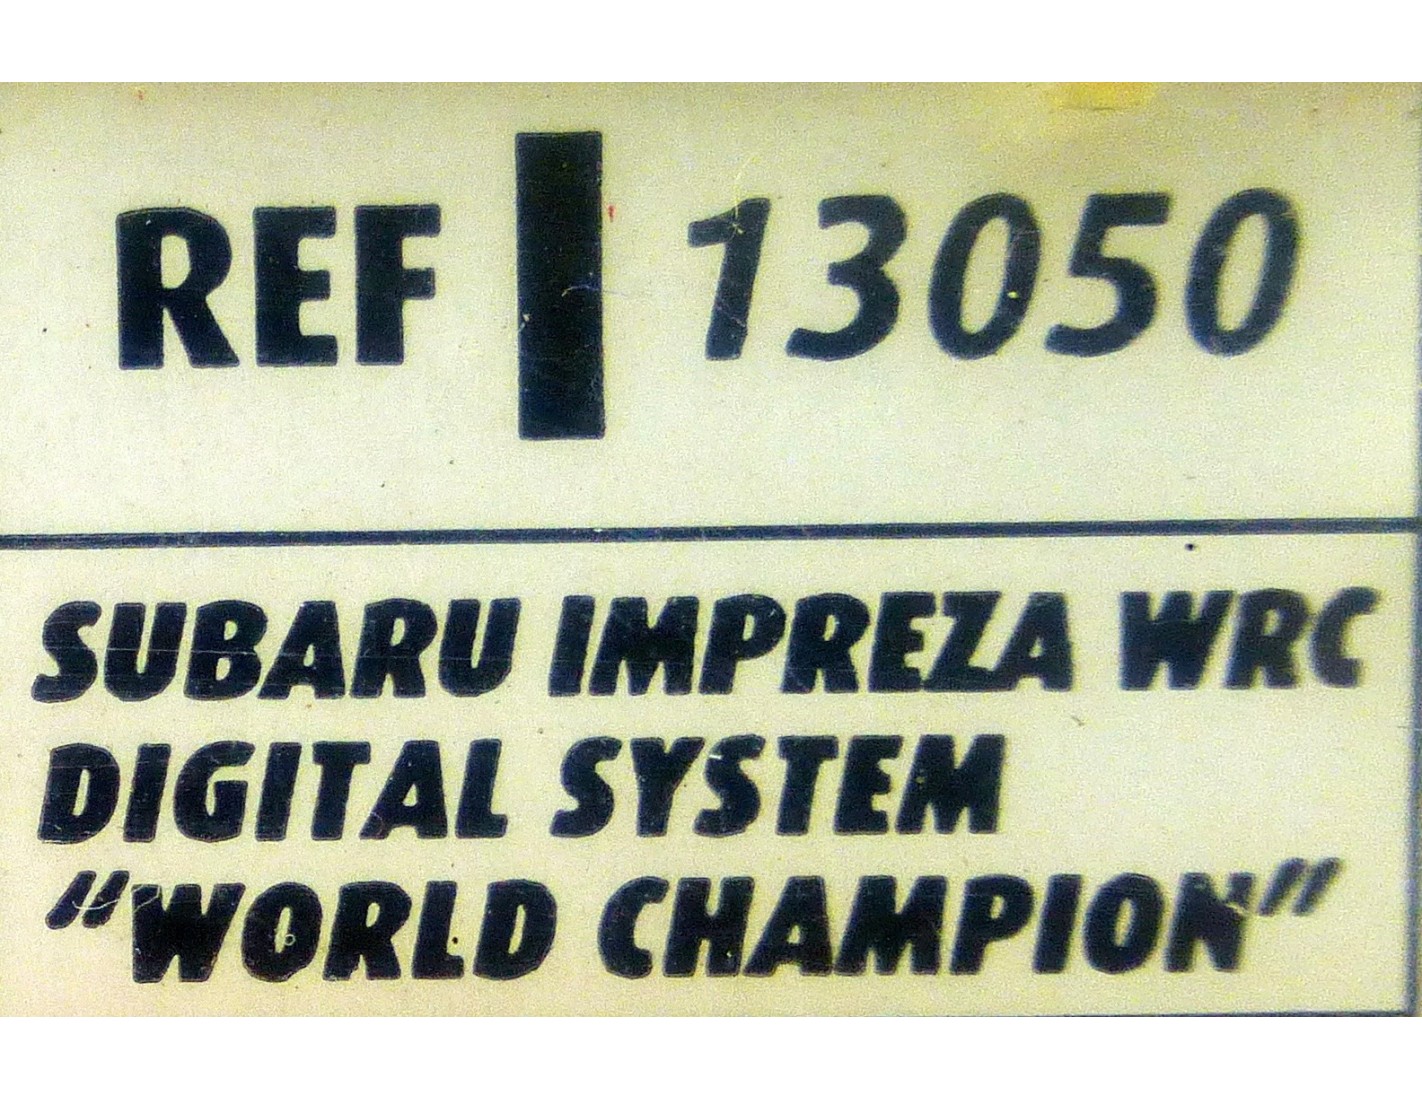 REF 13050
SUBARU IMPREZA WRC
DIGITAL SYSTEM
“WORLD CHAMPION”